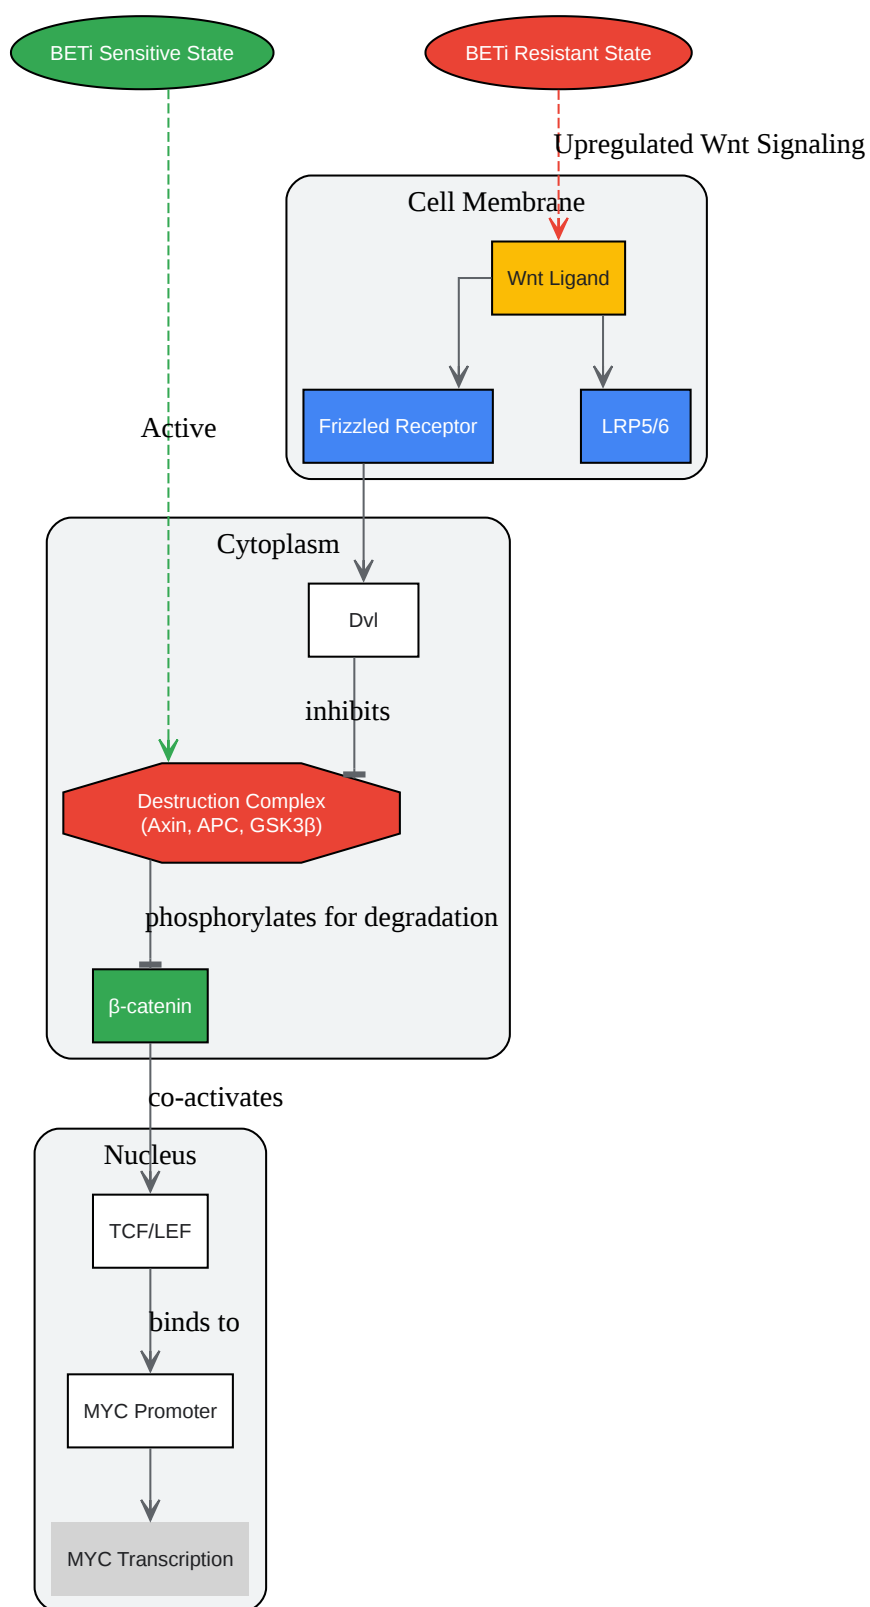 BETi Sensitive State
BETi Resistant State
Upregulated Wnt Signaling
Cell Membrane
Wnt Ligand
Frizzled Receptor
LRP5/6
Active
Cytoplasm
Dvl
inhibits
Destruction Complex
(Axin, APC, GSK3β)
phosphorylates for degradation
β-catenin
co-activates
Nucleus
TCF/LEF
binds to
MYC Promoter
MYC Transcription